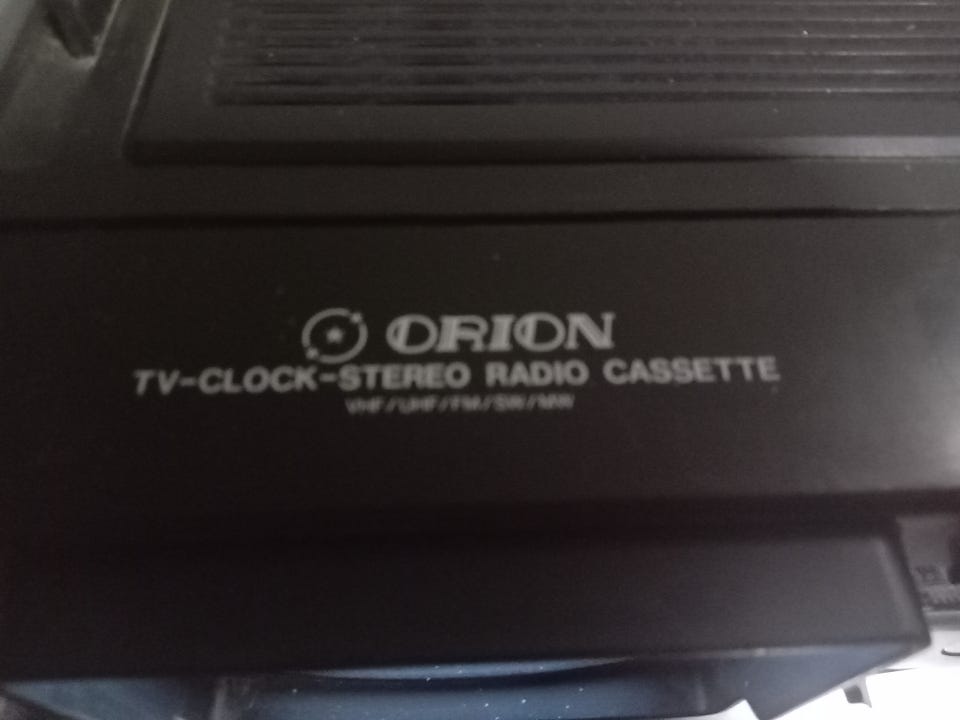 ORION
TV-CLOCK-STEREO RADIO CASSETTE
VHF/UHF/FM/SW/MW